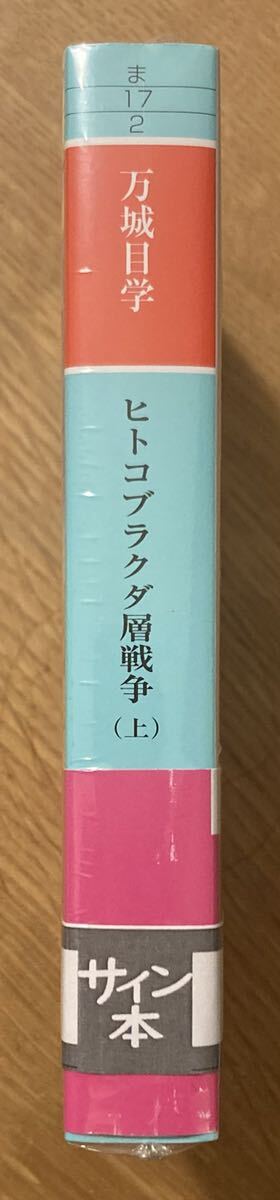 ま
17
2
万城目学
ヒトコブラクダ層戦争(上)
サイン
本